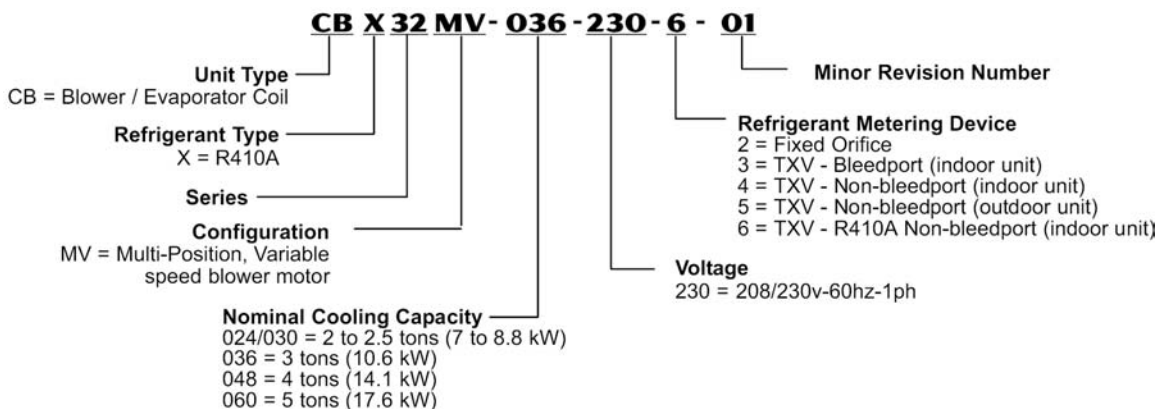 CB X 32 MV - 036 - 230 - 6 - 01
Unit Type
CB = Blower / Evaporator Coil
Refrigerant Type
X = R410A
Series
Configuration
MV = Multi-Position, Variable
speed blower motor
Nominal Cooling Capacity
024/030 = 2 to 2.5 tons (7 to 8.8 kW)
036 = 3 tons (10.6 kW)
048 = 4 tons (14.1 kW)
060 = 5 tons (17.6 kW)
Minor Revision Number
Refrigerant Metering Device
2 = Fixed Orifice
3 = TXV - Bleedport (indoor unit)
4 = TXV - Non-bleedport (indoor unit)
5 = TXV - Non-bleedport (outdoor unit)
6 = TXV - R410A Non-bleedport (indoor unit)
Voltage
230 = 208/230v-60hz-1ph